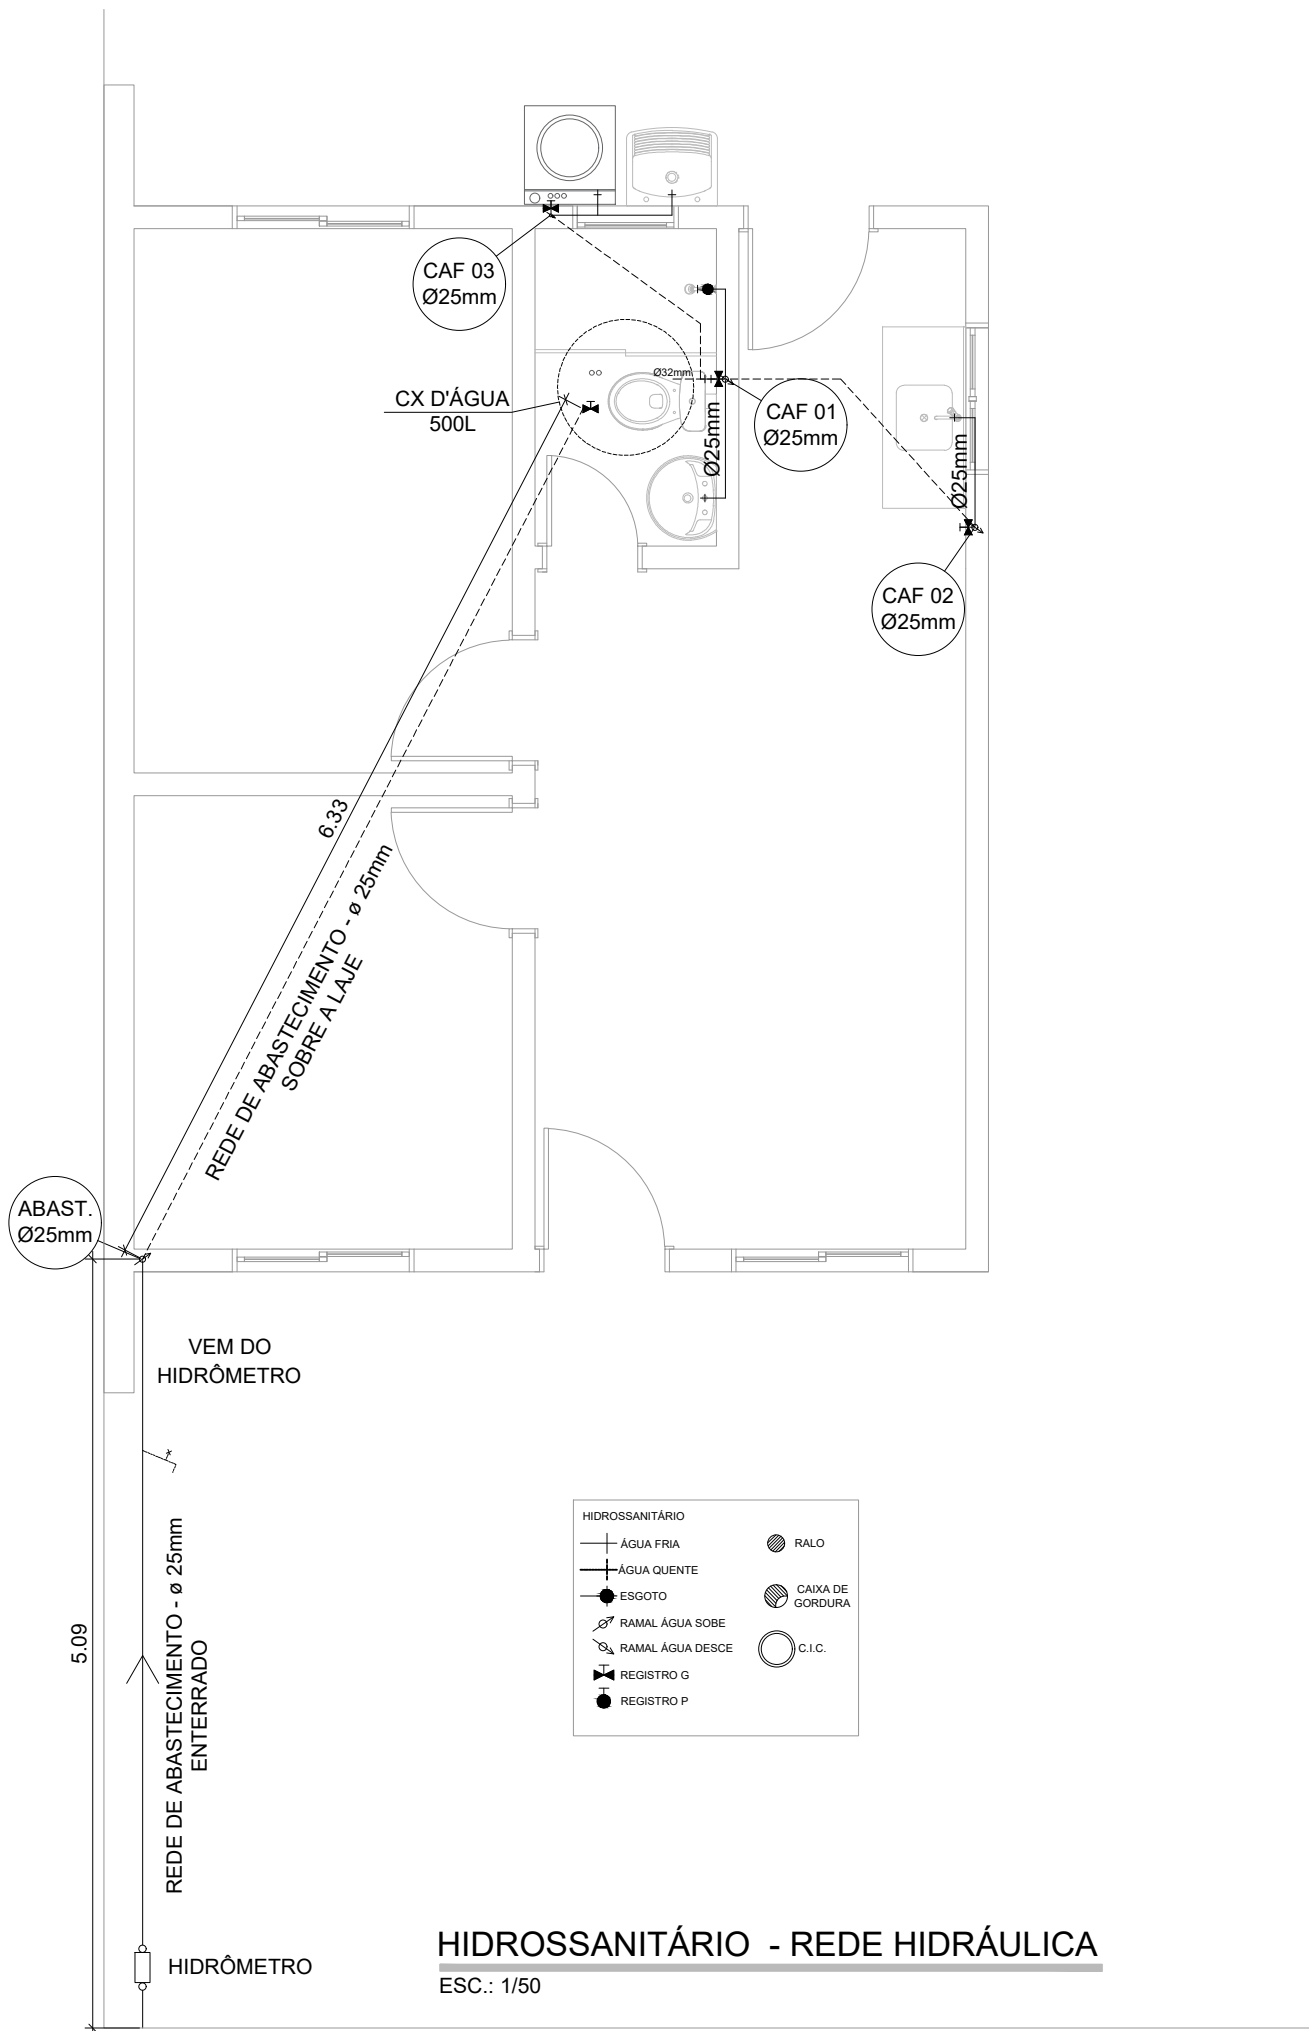 CAF 03
Ø25mm
CX D'ÁGUA
500L
Ø32mm
Ø25mm
CAF 01
Ø25mm
Ø25mm
CAF 02
Ø25mm
6.33
REDE DE ABASTECIMENTO - ø 25mm
SOBRE A LAJE
ABAST.
Ø25mm
VEM DO
HIDRÔMETRO
5.09
REDE DE ABASTECIMENTO - ø 25mm
ENTERRADO
HIDRÔMETRO
HIDROSSANITÁRIO
ÁGUA FRIA
ÁGUA QUENTE
ESGOTO
RAMAL ÁGUA SOBE
RAMAL ÁGUA DESCE
REGISTRO G
REGISTRO P
RALO
CAIXA DE
GORDURA
C.I.C.
HIDROSSANITÁRIO - REDE HIDRÁULICA
ESC.: 1/50